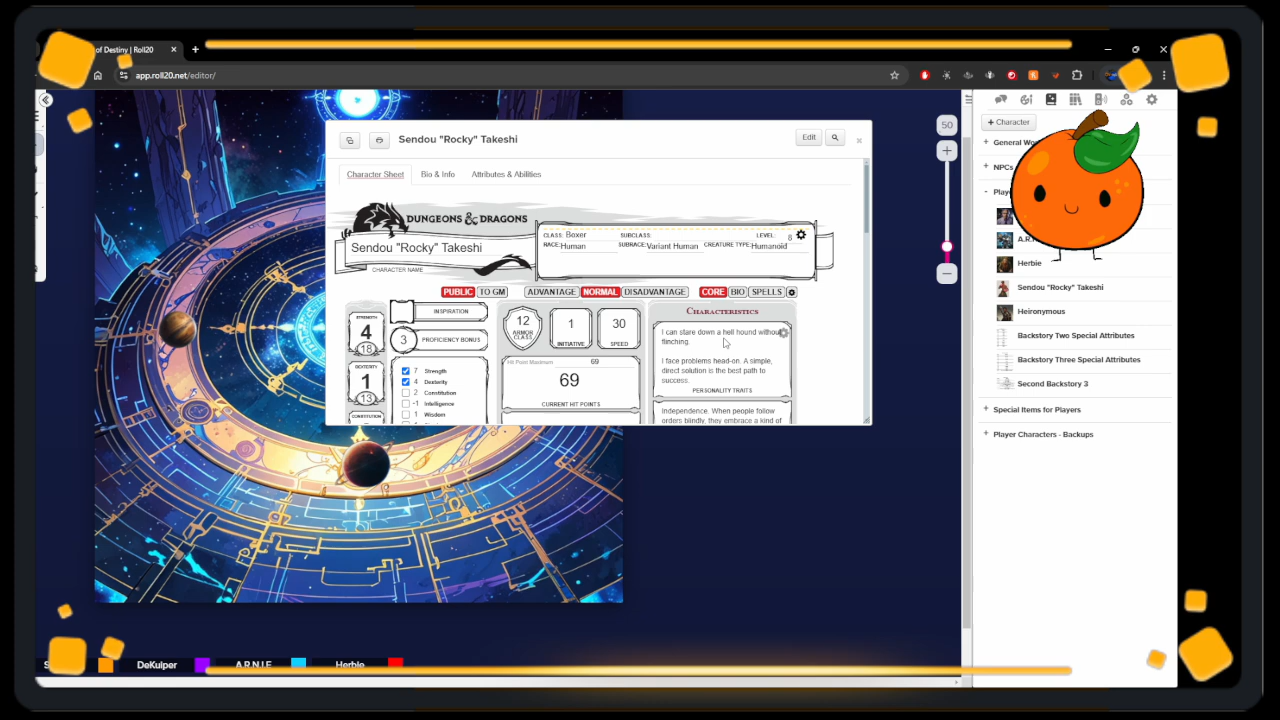 of Destiny | Roll20
app.roll20.net/editor/
50
+ Character
NPCs
A.R.
Herbie
Sendou "Rocky" Takeshi
Heironymous
Backstory Two Special Attributes
Backstory Three Special Attributes
Second Backstory 3
Special Items for Players
Player Characters - Backups
Sendou "Rocky" Takeshi
Edit
Character Sheet
Bio & Info
Attributes & Abilities
DUNGEONS & DRAGONS
Sendou "Rocky" Takeshi
CHARACTER NAME
CLASS: Boxer
SUBCLASS:
LEVEL: 8
RACE: Human
SUBRACE: Variant Human
CREATURE TYPE: Humanoid
PUBLIC TO GM
ADVANTAGE NORMAL DISADVANTAGE
CORE BIO SPELLS
STRENGTH
4
18
DEXTERITY
1
13
CONSTITUTION
INSPIRATION
3 PROFICIENCY BONUS
7 Strength
4 Dexterity
2 Constitution
-1 Intelligence
1 Wisdom
12
ARMOR
CLASS
1
INITIATIVE
30
SPEED
Hit Point Maximum 69
69
CURRENT HIT POINTS
CHARACTERISTICS
I can stare down a hell hound without
flinching.
I face problems head-on. A simple,
direct solution is the best path to
success.
PERSONALITY TRAITS
Independence. When people follow
orders blindly, they embrace a kind of
DeKuiper
A.R.N.I.E
Herbie